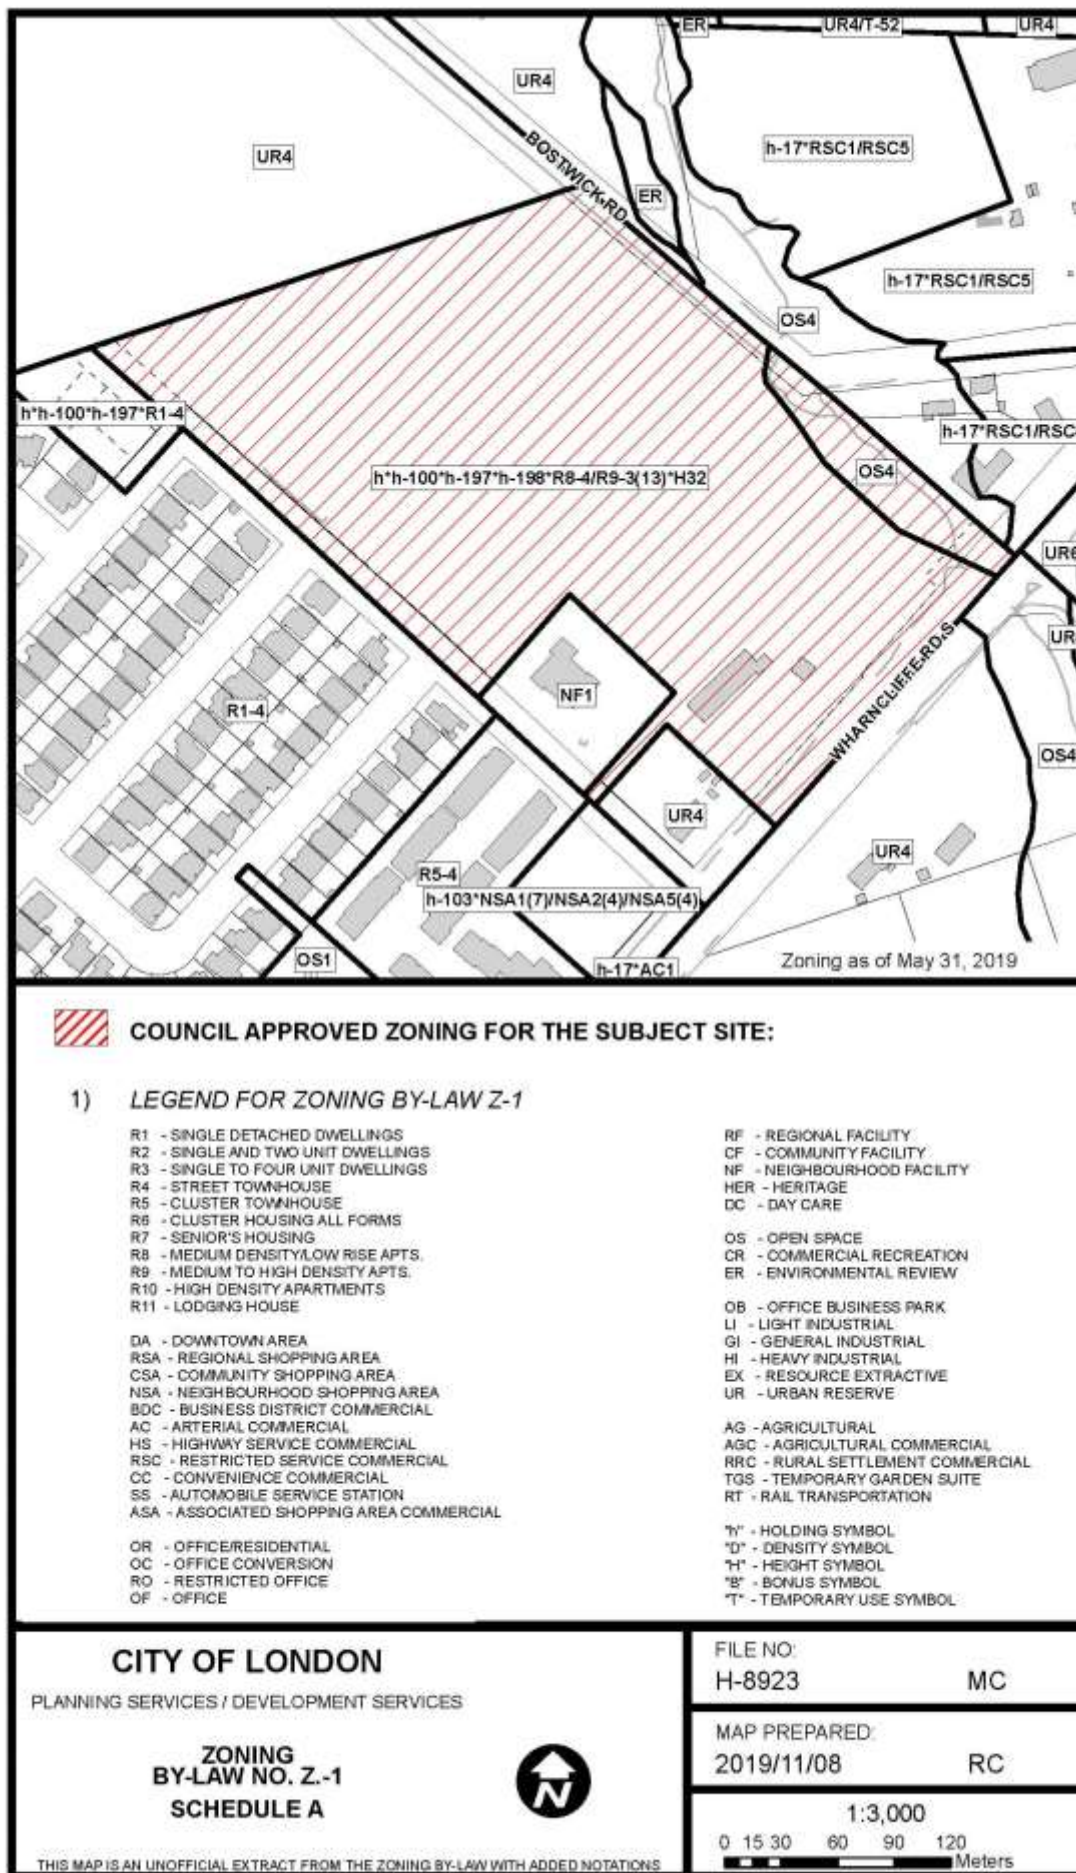 ER
UR4/T-52
UR4
UR4
UR4
h-17*RSC1/RSC5
BOSTWICK RD
ER
h-17*RSC1/RSC5
OS4
h*h-100*h-197*R1-4
h-17*RSC1/RSC
h*h-100*h-197*h-198*R8-4/R9-3(13)*H32
OS4
UR6
UR
NF1
R1-4
WHARNCLIFFE RD S
OS4
UR4
UR4
R5-4
h-103*NSA1(7)/NSA2(4)/NSA5(4)
OS1
h-17*AC1
Zoning as of May 31, 2019
COUNCIL APPROVED ZONING FOR THE SUBJECT SITE:
1) LEGEND FOR ZONING BY-LAW Z-1
R1 - SINGLE DETACHED DWELLINGS
R2 - SINGLE AND TWO UNIT DWELLINGS
R3 - SINGLE TO FOUR UNIT DWELLINGS
R4 - STREET TOWNHOUSE
R5 - CLUSTER TOWNHOUSE
R6 - CLUSTER HOUSING ALL FORMS
R7 - SENIOR'S HOUSING
R8 - MEDIUM DENSITY/LOW RISE APTS.
R9 - MEDIUM TO HIGH DENSITY APTS.
R10 - HIGH DENSITY APARTMENTS
R11 - LODGING HOUSE
DA - DOWNTOWN AREA
RSA - REGIONAL SHOPPING AREA
CSA - COMMUNITY SHOPPING AREA
NSA - NEIGHBOURHOOD SHOPPING AREA
BDC - BUSINESS DISTRICT COMMERCIAL
AC - ARTERIAL COMMERCIAL
HS - HIGHWAY SERVICE COMMERCIAL
RSC - RESTRICTED SERVICE COMMERCIAL
CC - CONVENIENCE COMMERCIAL
SS - AUTOMOBILE SERVICE STATION
ASA - ASSOCIATED SHOPPING AREA COMMERCIAL
OR - OFFICE/RESIDENTIAL
OC - OFFICE CONVERSION
RO - RESTRICTED OFFICE
OF - OFFICE
RF - REGIONAL FACILITY
CF - COMMUNITY FACILITY
NF - NEIGHBOURHOOD FACILITY
HER - HERITAGE
DC - DAY CARE
OS - OPEN SPACE
CR - COMMERCIAL RECREATION
ER - ENVIRONMENTAL REVIEW
OB - OFFICE BUSINESS PARK
LI - LIGHT INDUSTRIAL
GI - GENERAL INDUSTRIAL
HI - HEAVY INDUSTRIAL
EX - RESOURCE EXTRACTIVE
UR - URBAN RESERVE
AG - AGRICULTURAL
AGC - AGRICULTURAL COMMERCIAL
RRC - RURAL SETTLEMENT COMMERCIAL
TGS - TEMPORARY GARDEN SUITE
RT - RAIL TRANSPORTATION
"h" - HOLDING SYMBOL
"D" - DENSITY SYMBOL
"H" - HEIGHT SYMBOL
"B" - BONUS SYMBOL
"T" - TEMPORARY USE SYMBOL
CITY OF LONDON
PLANNING SERVICES / DEVELOPMENT SERVICES
ZONING
BY-LAW NO. Z.-1
SCHEDULE A
N
THIS MAP IS AN UNOFFICIAL EXTRACT FROM THE ZONING BY-LAW WITH ADDED NOTATIONS
FILE NO:
H-8923 MC
MAP PREPARED:
2019/11/08 RC
1:3,000
0 15 30 60 90 120
Meters